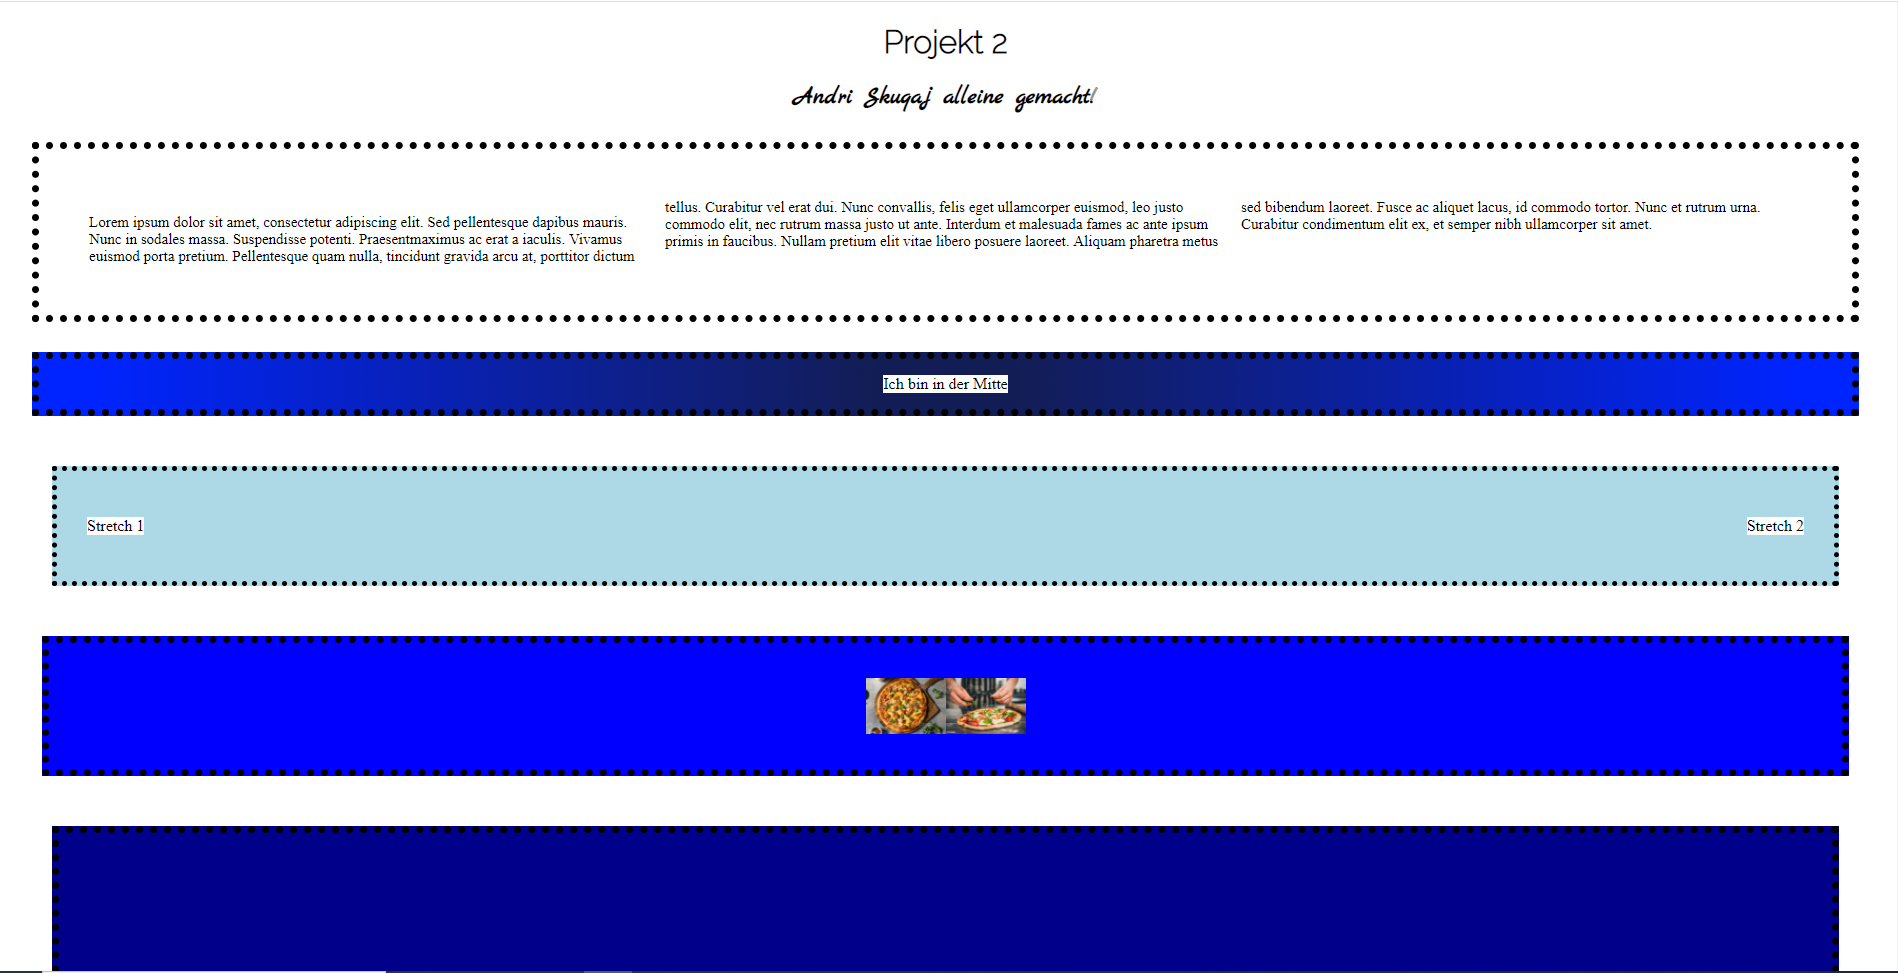 Projekt 2
Andri Skuqaj alleine gemacht!
Lorem ipsum dolor sit amet, consectetur adipiscing elit. Sed pellentesque dapibus mauris.
Nunc in sodales massa. Suspendisse potenti. Praesentmaximus ac erat a iaculis. Vivamus
euismod porta pretium. Pellentesque quam nulla, tincidunt gravida arcu at, porttitor dictum
tellus. Curabitur vel erat dui. Nunc convallis, felis eget ullamcorper euismod, leo justo
commodo elit, nec rutrum massa justo ut ante. Interdum et malesuada fames ac ante ipsum
primis in faucibus. Nullam pretium elit vitae libero posuere laoreet. Aliquam pharetra metus
sed bibendum laoreet. Fusce ac aliquet lacus, id commodo tortor. Nunc et rutrum urna.
Curabitur condimentum elit ex, et semper nibh ullamcorper sit amet.
Ich bin in der Mitte
Stretch 1
Stretch 2